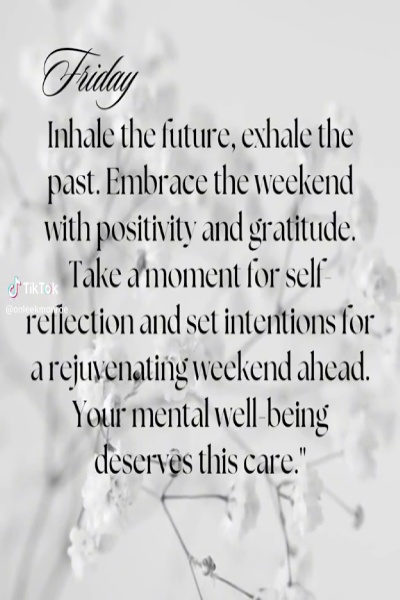 Friday
Inhale the future, exhale the
past. Embrace the weekend
with positivity and gratitude.
Take a moment for self-
reflection and set intentions for
a rejuvenating weekend ahead.
Your mental well-being
deserves this care."
TikTok